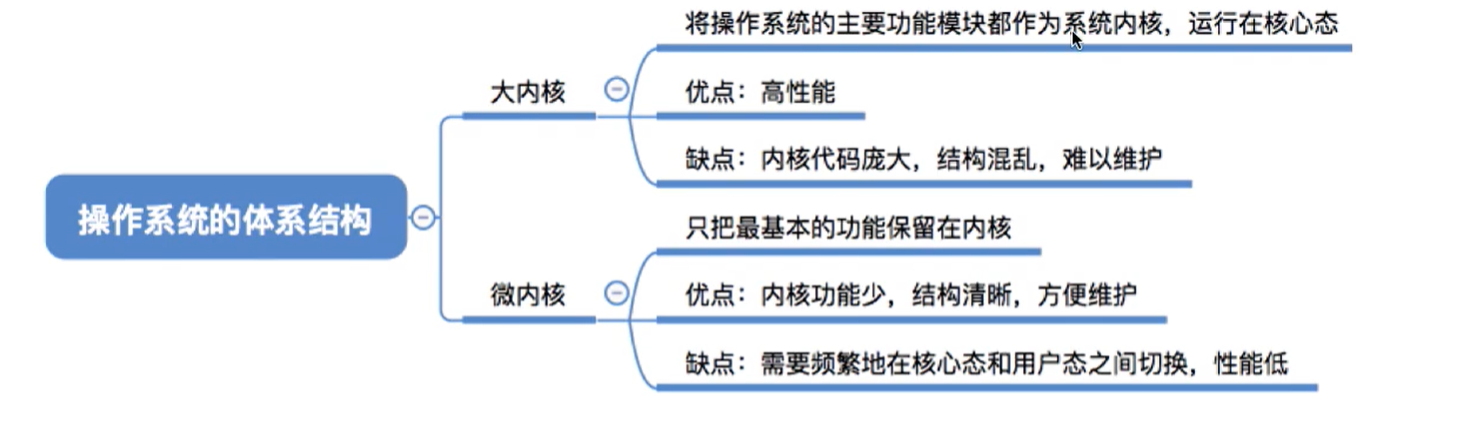 操作系统的体系结构
大内核
将操作系统的主要功能模块都作为系统内核，运行在核心态
优点：高性能
缺点：内核代码庞大，结构混乱，难以维护
微内核
只把最基本的功能保留在内核
优点：内核功能少，结构清晰，方便维护
缺点：需要频繁地在核心态和用户态之间切换，性能低